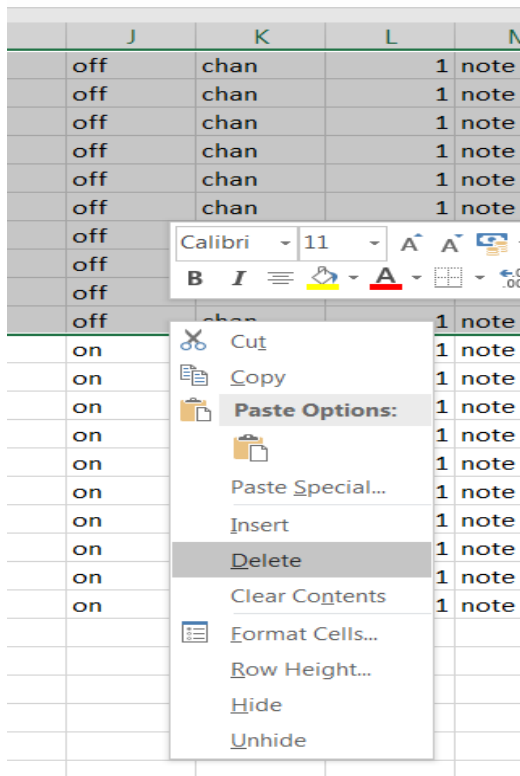 J K L
off chan 1 note
off chan 1 note
off chan 1 note
off chan 1 note
off chan 1 note
off chan 1 note
off
Calibri 11 A A
off
B I A
off
off chan 1 note
on 1 note
Cut
on 1 note
Copy
on 1 note
Paste Options:
on 1 note
on 1 note
Paste Special...
on 1 note
Insert
on 1 note
Delete
on 1 note
Clear Contents
on 1 note
on 1 note
Format Cells...
Row Height...
Hide
Unhide